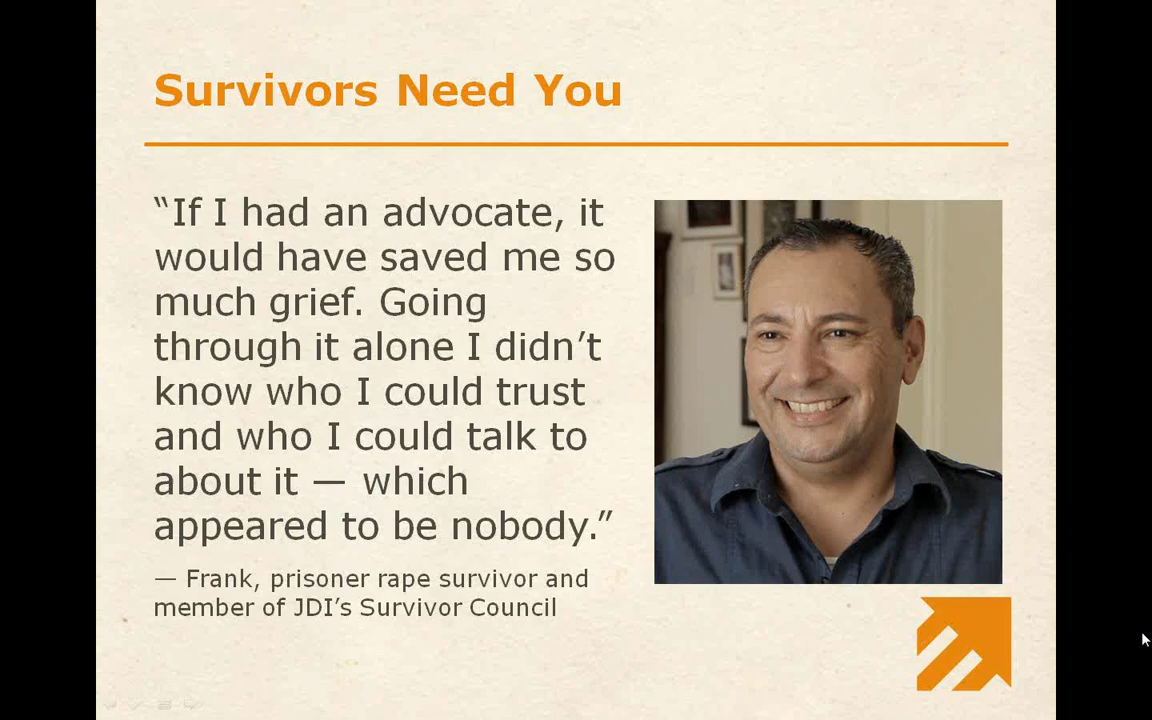 Survivors Need You
“If I had an advocate, it
would have saved me so
much grief. Going
through it alone I didn’t
know who I could trust
and who I could talk to
about it — which
appeared to be nobody.”
— Frank, prisoner rape survivor and
member of JDI’s Survivor Council